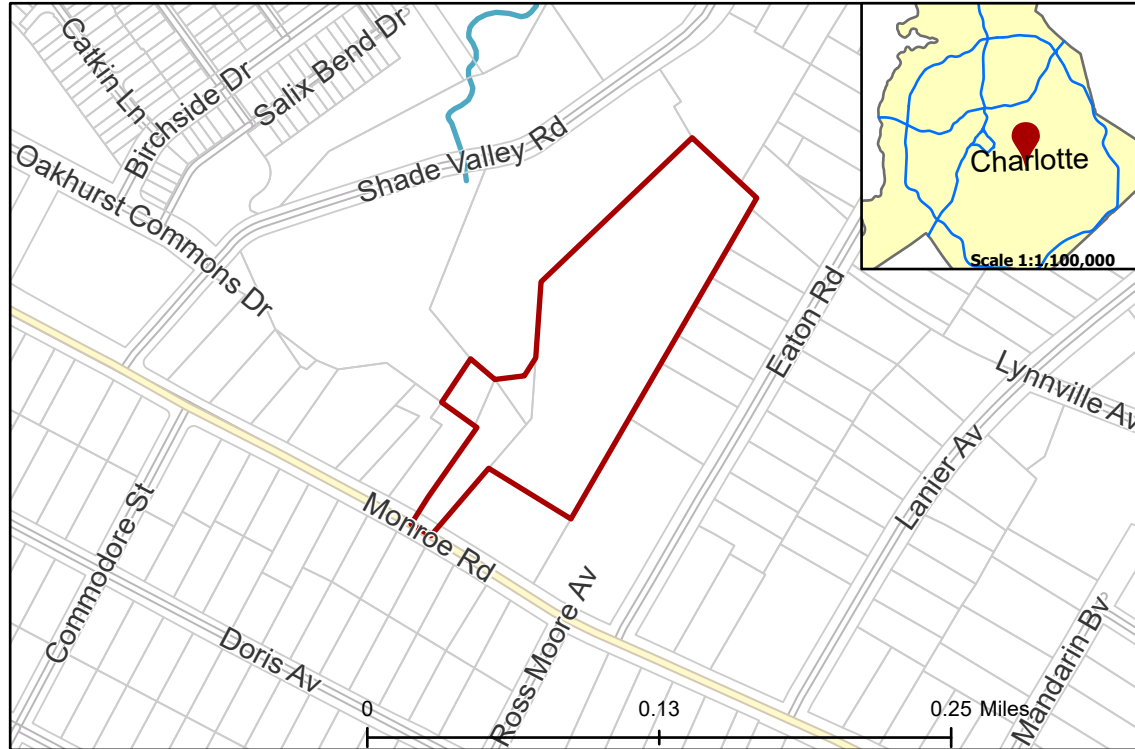 Catkin Ln
Birchside Dr
Salix Bend Dr
Oakhurst Commons Dr
Shade Valley Rd
Charlotte
Scale 1:1,100,000
Eaton Rd
Lynnville Av
Lanier Av
Monroe Rd
Commodore St
Doris Av
Ross Moore Av
Mandarin Bv
0
0.13
0.25 Miles